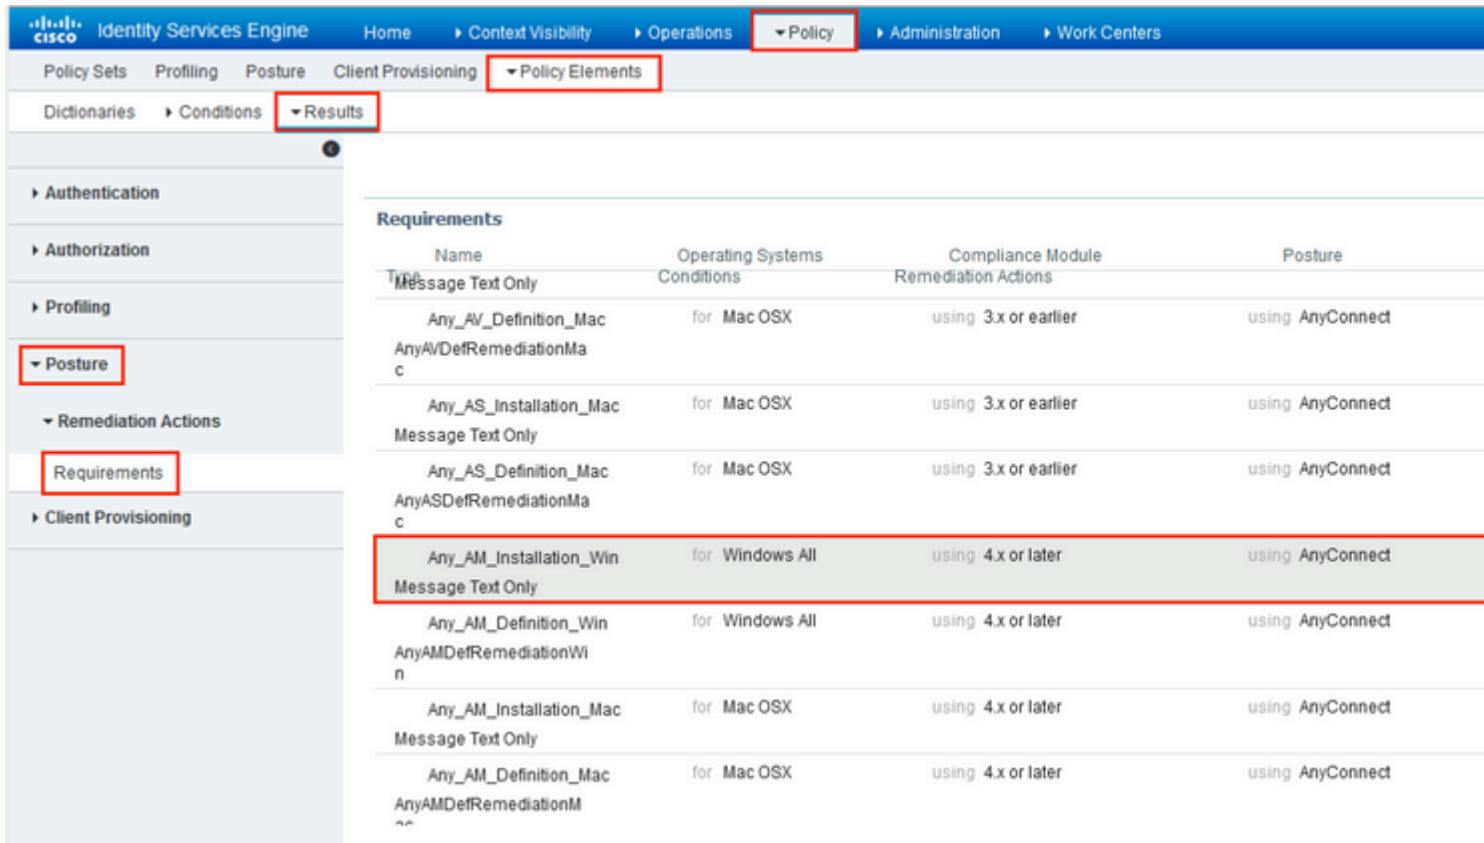 CISCO Identity Services Engine Home Context Visibility Operations Policy Administration Work Centers
Policy Sets Profiling Posture Client Provisioning Policy Elements
Dictionaries Conditions Results
Authentication
Authorization
Profiling
Posture
Remediation Actions
Requirements
Client Provisioning
Requirements
Name Operating Systems Compliance Module Posture
Type Conditions Remediation Actions
Message Text Only
Any_AV_Definition_Mac for Mac OSX using 3.x or earlier using AnyConnect
AnyAVDefRemediationMa
c
Any_AS_Installation_Mac for Mac OSX using 3.x or earlier using AnyConnect
Message Text Only
Any_AS_Definition_Mac for Mac OSX using 3.x or earlier using AnyConnect
AnyASDefRemediationMa
c
Any_AM_Installation_Win for Windows All using 4.x or later using AnyConnect
Message Text Only
Any_AM_Definition_Win for Windows All using 4.x or later using AnyConnect
AnyAMDefRemediationWi
n
Any_AM_Installation_Mac for Mac OSX using 4.x or later using AnyConnect
Message Text Only
Any_AM_Definition_Mac for Mac OSX using 4.x or later using AnyConnect
AnyAMDefRemediationM